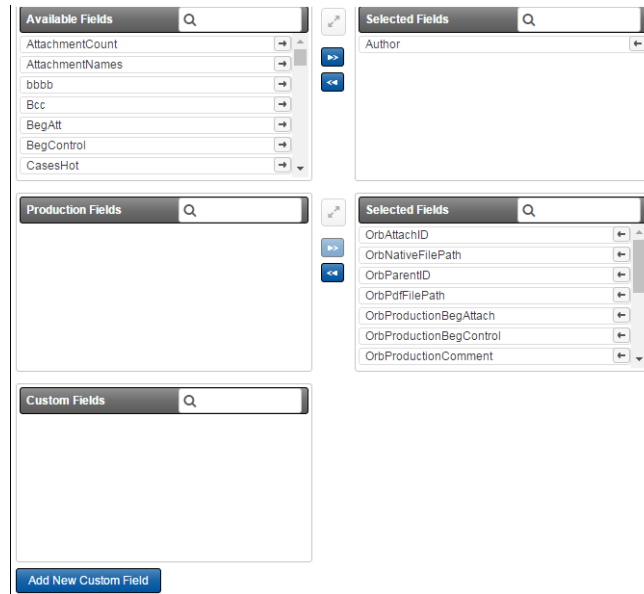 Available Fields
AttachmentCount
AttachmentNames
bbbb
Bcc
BegAtt
BegControl
CasesHot
Selected Fields
Author
Production Fields
Selected Fields
OrbAttachID
OrbNativeFilePath
OrbParentID
OrbPdfFilePath
OrbProductionBegAttach
OrbProductionBegControl
OrbProductionComment
Custom Fields
Add New Custom Field